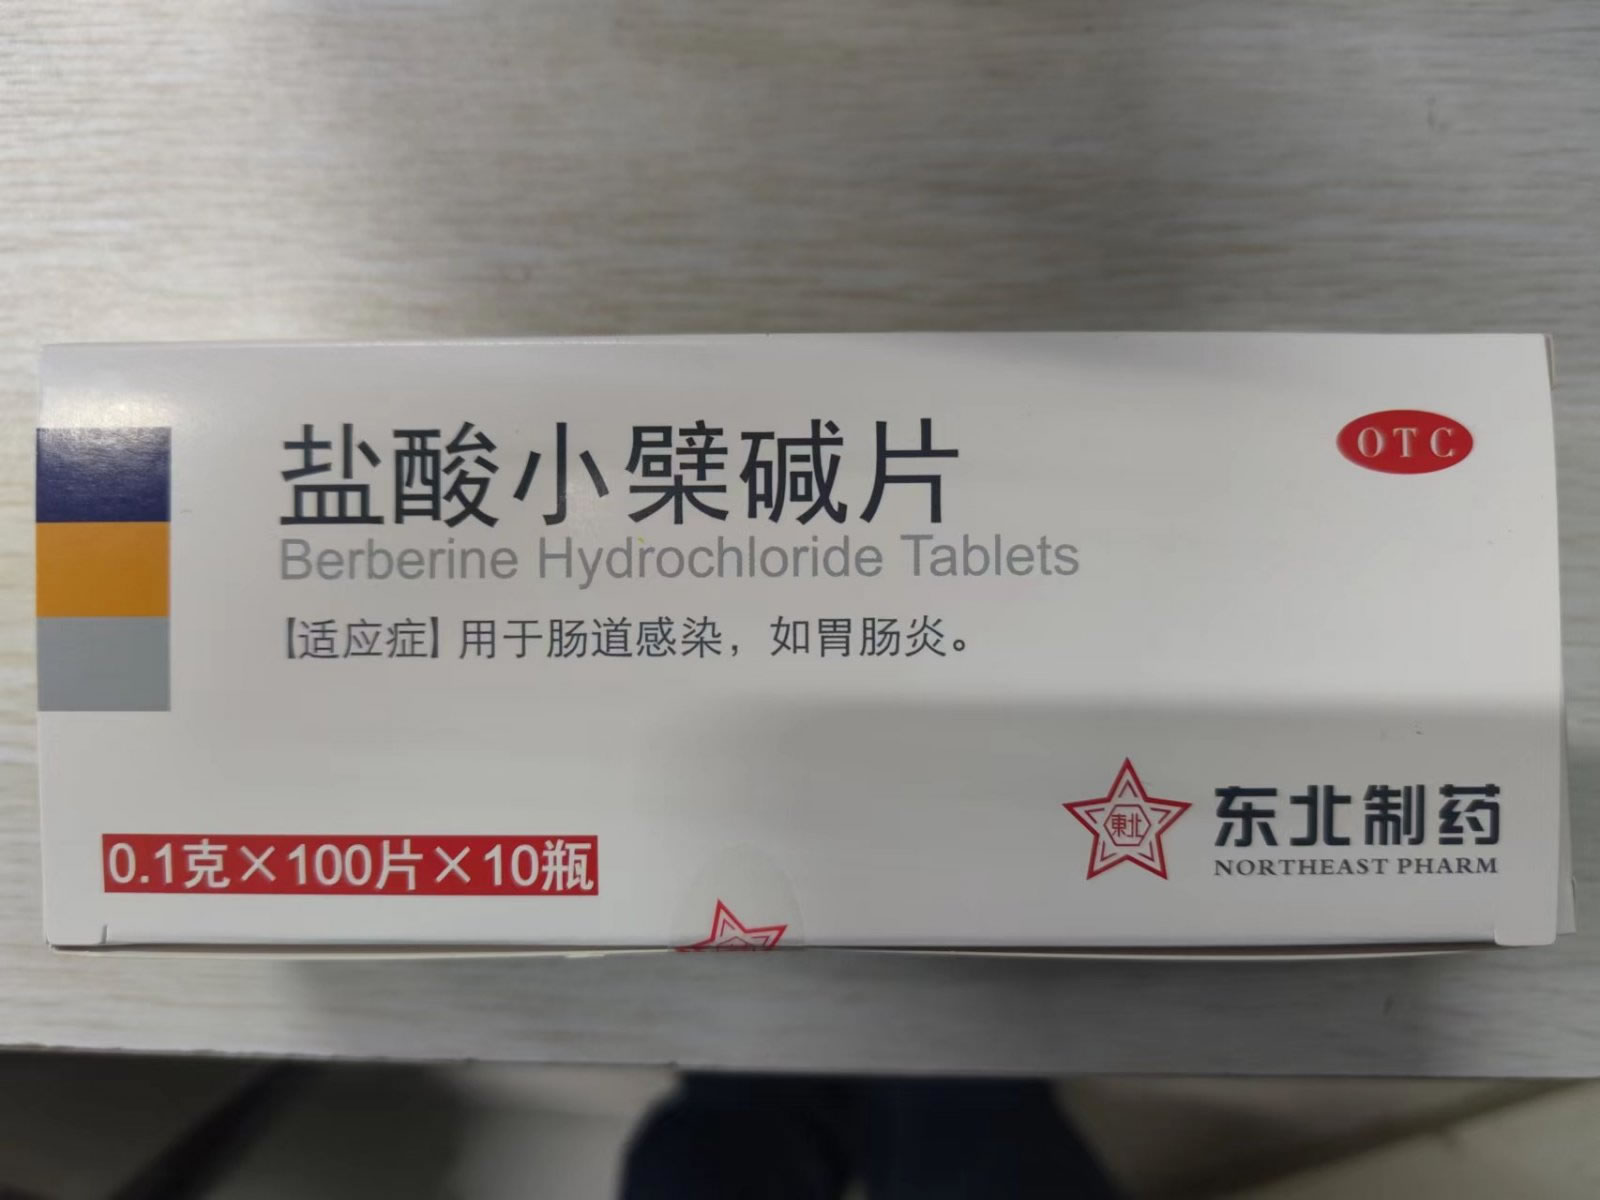 盐酸小檗碱片
OTC
Berberine Hydrochloride Tablets
【适应症】用于肠道感染，如胃肠炎。
東北
东北制药
NORTHEAST PHARM
0.1克×100片×10瓶